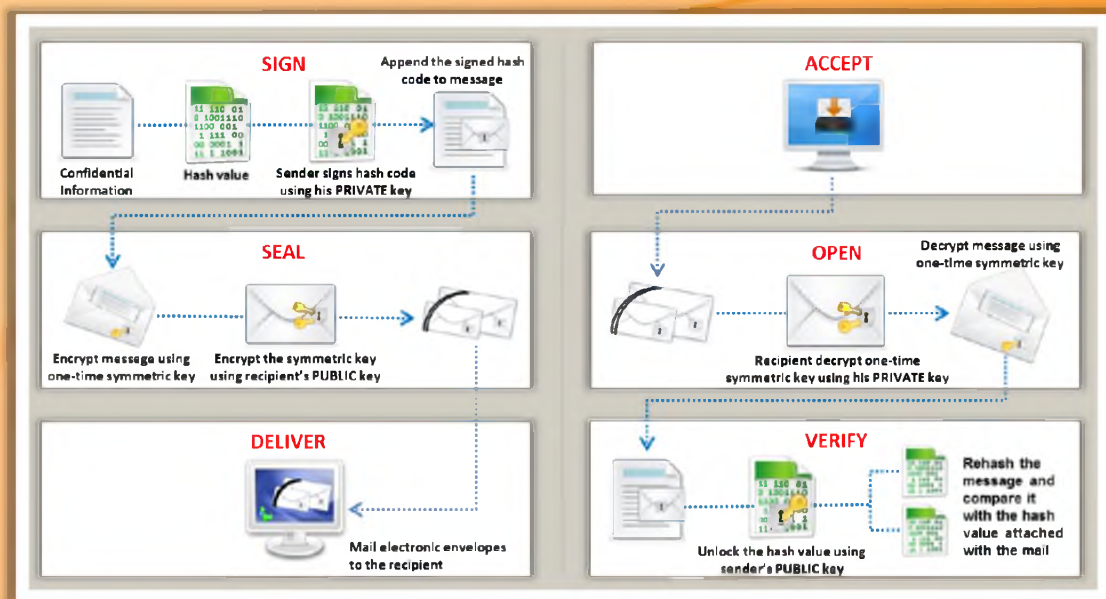 SIGN
Append the signed hash
code to message
Confidential
Information
Hash value
Sender signs hash code
using his PRIVATE key
SEAL
Encrypt message using
one-time symmetric key
Encrypt the symmetric key
using recipient's PUBLIC key
DELIVER
Mail electronic envelopes
to the recipient
ACCEPT
OPEN
Decrypt message using
one-time symmetric key
Recipient decrypt one-time
symmetric key using his PRIVATE key
VERIFY
Unlock the hash value using
sender's PUBLIC key
Rehash the
message and
compare it
with the hash
value attached
with the mail